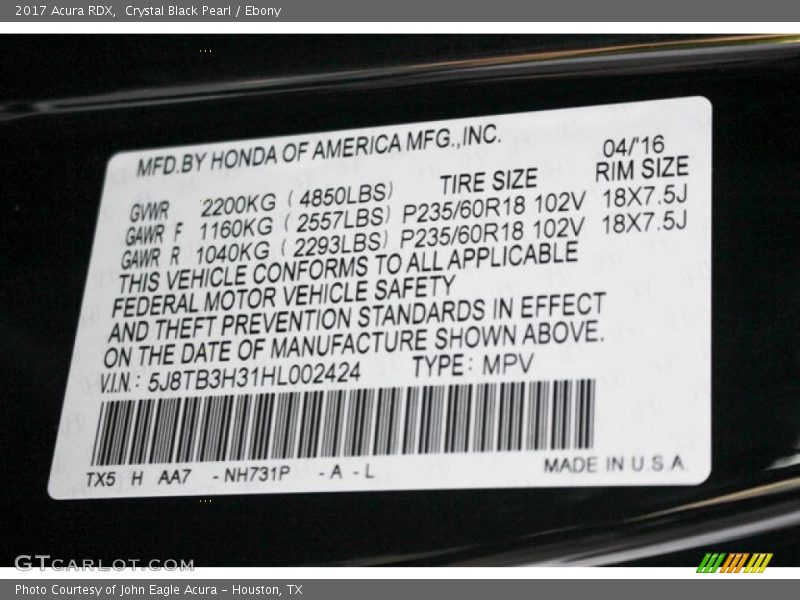 2017 Acura RDX,  Crystal Black Pearl / Ebony
MFD.BY HONDA OF AMERICA MFG.,INC.
04/'16
TIRE SIZE RIM SIZE
GVWR 2200KG (4850LBS)
GAWR F 1160KG (2557LBS) P235/60R18 102V 18X7.5J
GAWR R 1040KG (2293LBS) P235/60R18 102V 18X7.5J
THIS VEHICLE CONFORMS TO ALL APPLICABLE
FEDERAL MOTOR VEHICLE SAFETY
AND THEFT PREVENTION STANDARDS IN EFFECT
ON THE DATE OF MANUFACTURE SHOWN ABOVE.
V.I.N.: 5J8TB3H31HL002424 TYPE: MPV
TX5 H AA7 -NH731P -A -L
MADE IN U.S.A.
GTCARLOT.COM
Photo Courtesy of John Eagle Acura - Houston, TX